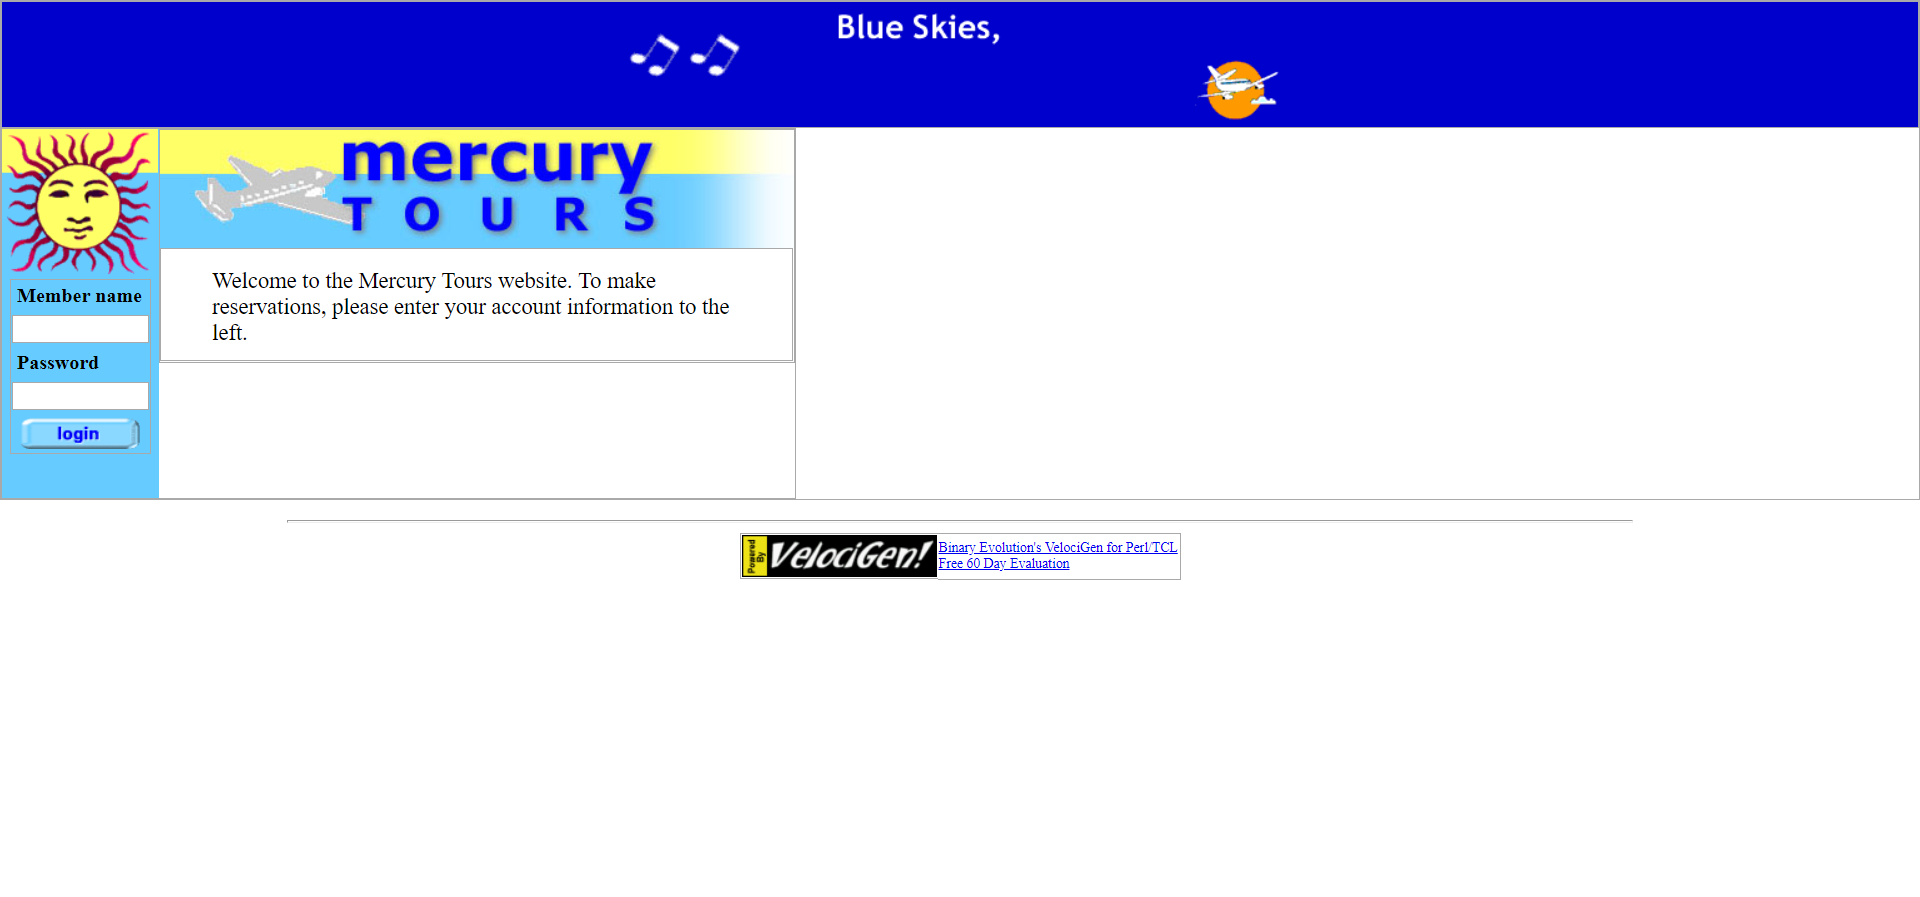 Blue Skies,
mercury
TOURS
Welcome to the Mercury Tours website. To make
reservations, please enter your account information to the
left.
Member name
Password
login
Powered
By
VelociGen!
Binary Evolution's VelociGen for Perl/TCL
Free 60 Day Evaluation